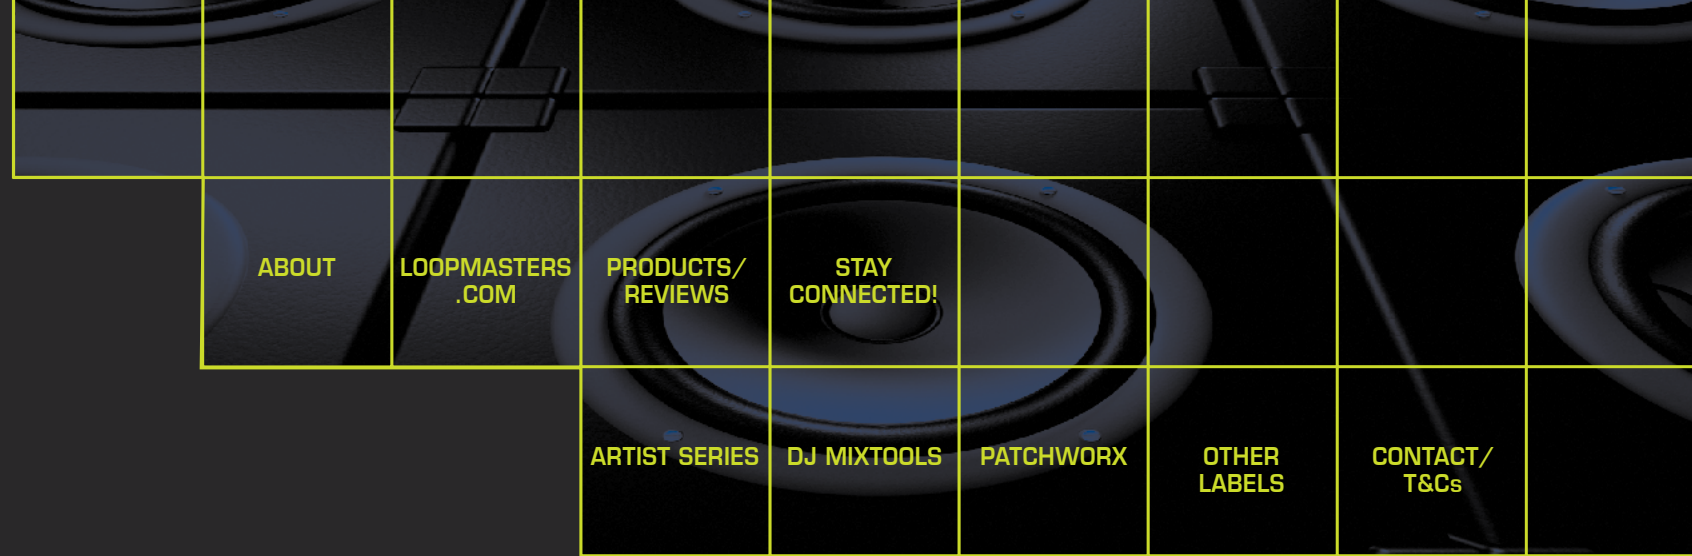 ABOUT
LOOPMASTERS
.COM
PRODUCTS/
REVIEWS
STAY
CONNECTED!
ARTIST SERIES
DJ MIXTOOLS
PATCHWORX
OTHER
LABELS
CONTACT/
T&Cs